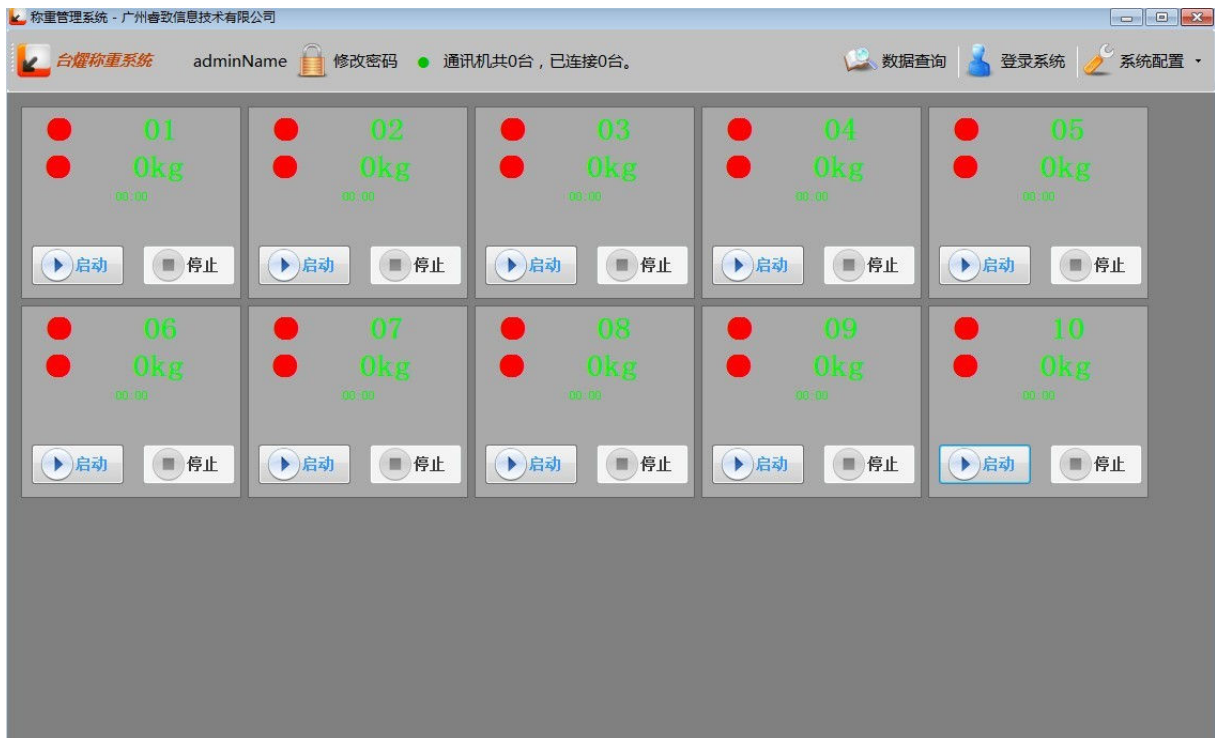 称重管理系统 - 广州睿致信息技术有限公司
台耀称重系统 adminName 修改密码 通讯机共0台，已连接0台。 数据查询 登录系统 系统配置
01 02 03 04 05
0kg 0kg 0kg 0kg 0kg
00:00 00:00 00:00 00:00 00:00
启动 停止 启动 停止 启动 停止 启动 停止 启动 停止
06 07 08 09 10
0kg 0kg 0kg 0kg 0kg
00:00 00:00 00:00 00:00 00:00
启动 停止 启动 停止 启动 停止 启动 停止 启动 停止